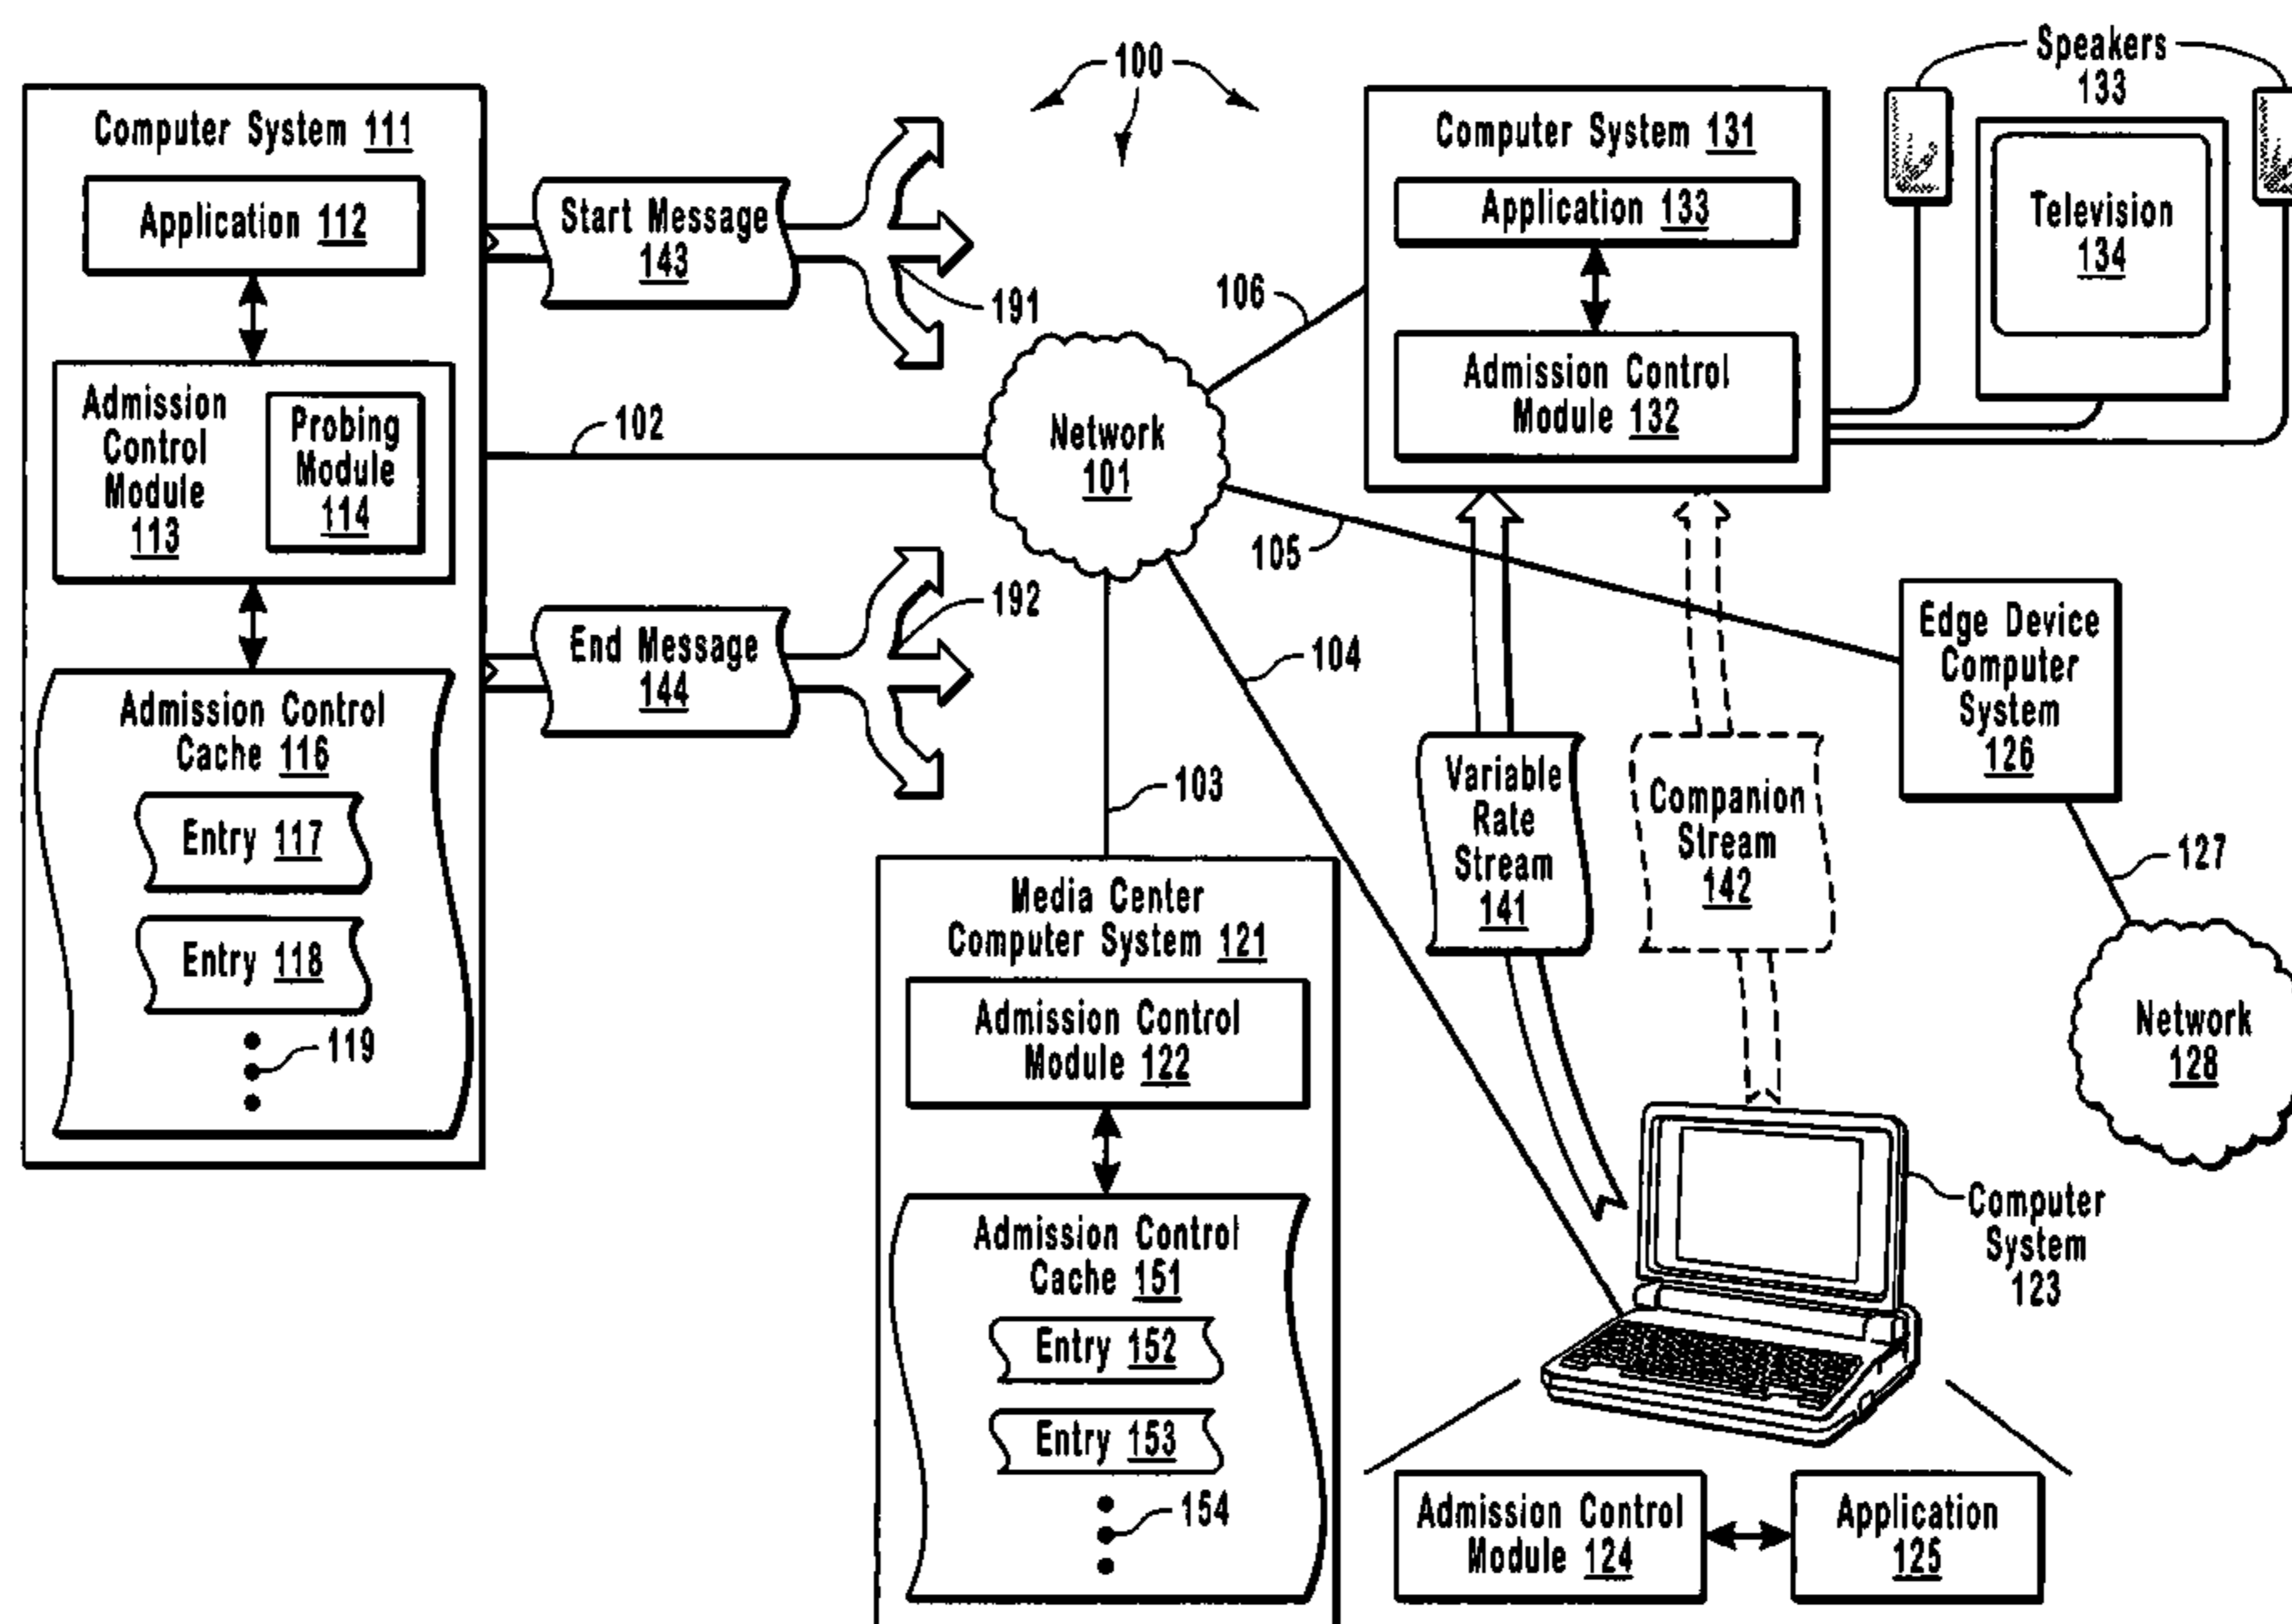 100
Computer System 111
Application 112
Admission
Control
Module
113
Probing
Module
114
Admission Control
Cache 116
Entry 117
Entry 118
119
Start Message
143
191
102
End Message
144
192
Network
101
106
105
104
103
Computer System 131
Application 133
Admission Control
Module 132
Speakers
133
Television
134
Edge Device
Computer
System
126
127
Network
128
Variable
Rate
Stream
141
Companion
Stream
142
Media Center
Computer System 121
Admission Control
Module 122
Admission Control
Cache 151
Entry 152
Entry 153
154
Computer
System
123
Admission Control
Module 124
Application
125